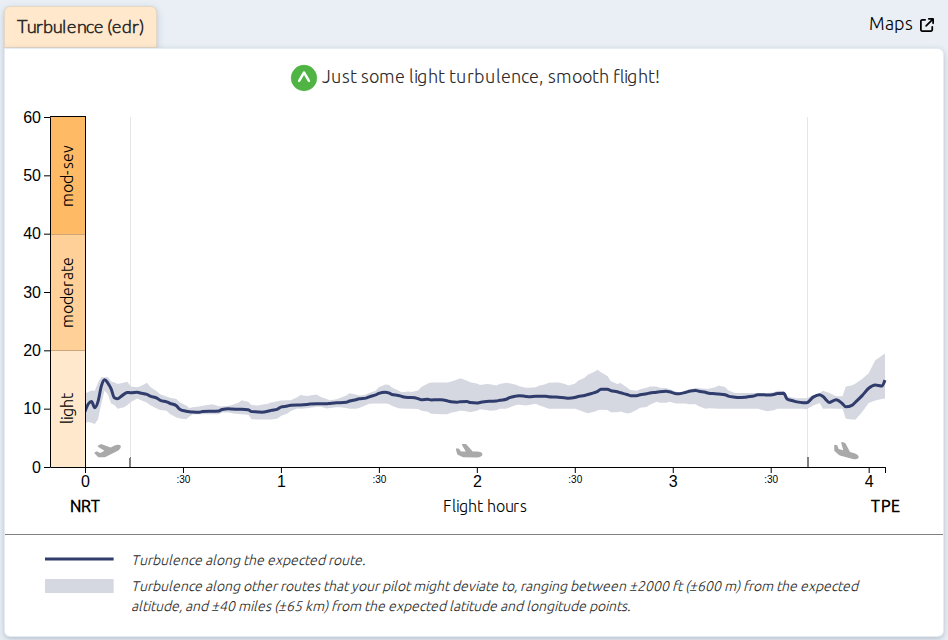 Turbulence (edr)
Maps
Just some light turbulence, smooth flight!
60
50
40
30
20
10
0
mod-sev
moderate
light
0 :30 1 :30 2 :30 3 :30 4
NRT Flight hours TPE
Turbulence along the expected route.
Turbulence along other routes that your pilot might deviate to, ranging between ±2000 ft (±600 m) from the expected
altitude, and ±40 miles (±65 km) from the expected latitude and longitude points.